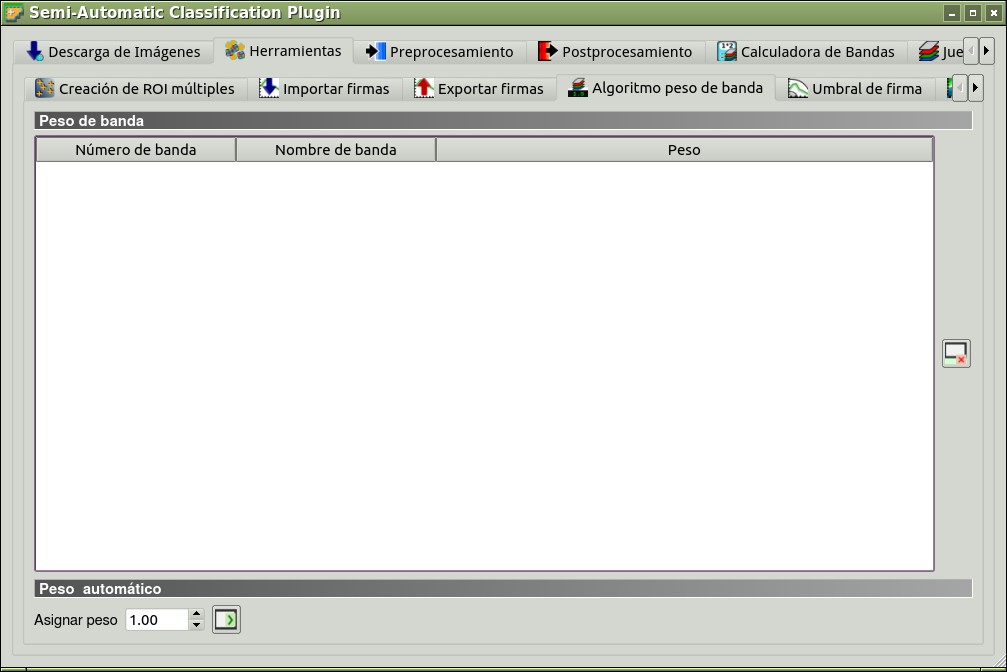 Semi-Automatic Classification Plugin
Descarga de Imágenes Herramientas Preprocesamiento Postprocesamiento Calculadora de Bandas Jue
Creación de ROI múltiples Importar firmas Exportar firmas Algoritmo peso de banda Umbral de firma
Peso de banda
Número de banda Nombre de banda Peso
Peso automático
Asignar peso 1.00